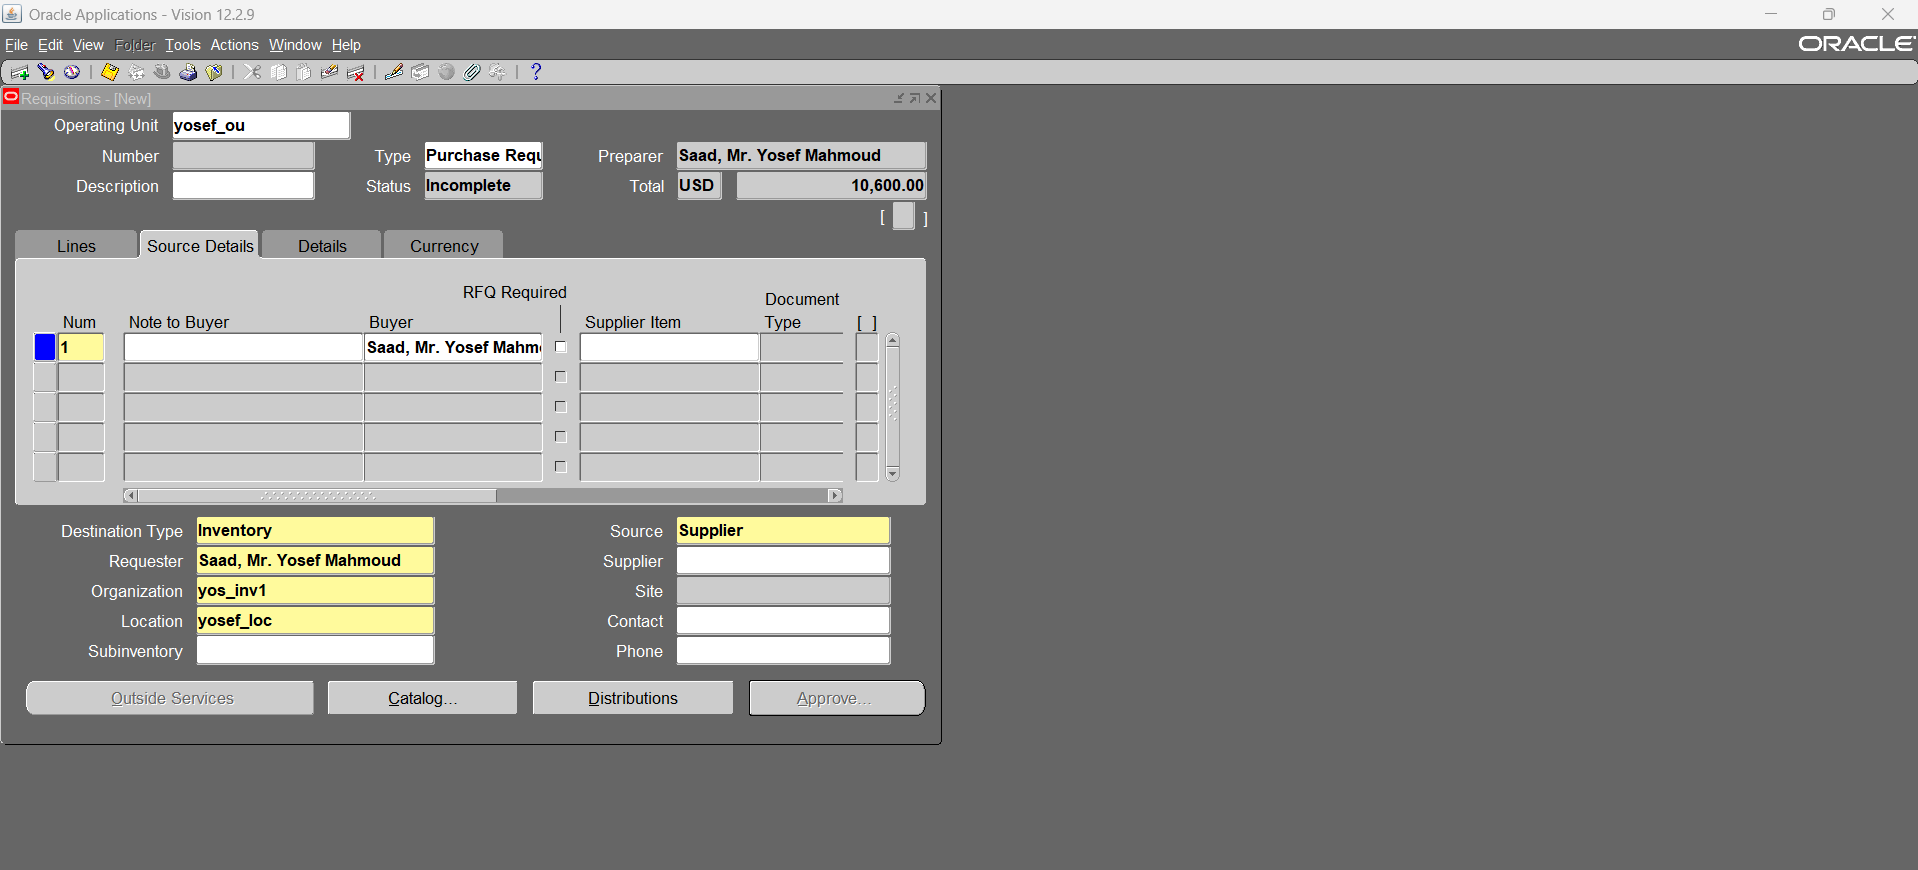 Oracle Applications - Vision 12.2.9
File Edit View Folder Tools Actions Window Help
ORACLE
Requisitions - [New]
Operating Unit yosef_ou
Number Type Purchase Requ Preparer Saad, Mr. Yosef Mahmoud
Description Status Incomplete Total USD 10,600.00
[ ]
Lines Source Details Details Currency
RFQ Required
Document
Num Note to Buyer Buyer Supplier Item Type [ ]
1 Saad, Mr. Yosef Mahm
Destination Type Inventory Source Supplier
Requester Saad, Mr. Yosef Mahmoud Supplier
Organization yos_inv1 Site
Location yosef_loc Contact
Subinventory Phone
Outside Services Catalog... Distributions Approve...